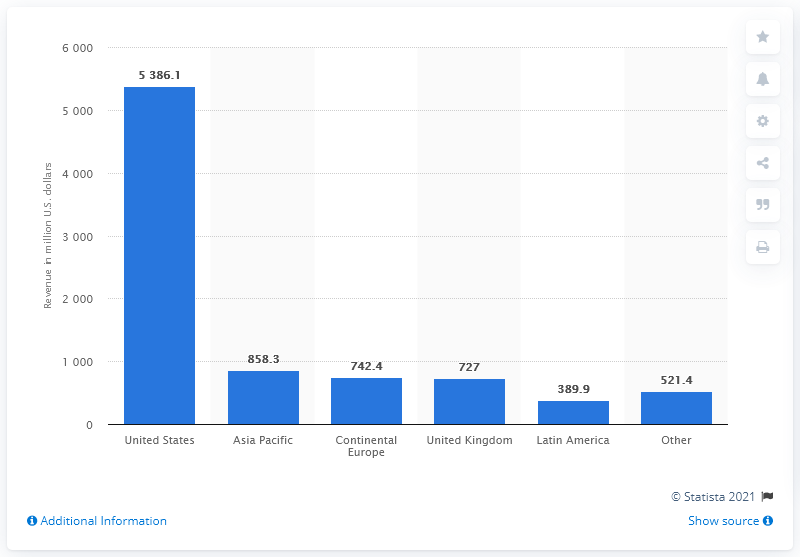 6 000
5 000
4 000
3 000
2 000
1 000
0
Revenue in million U.S. dollars
5 386.1
858.3
742.4
727
389.9
521.4
United States
Asia Pacific
Continental
Europe
United Kingdom
Latin America
Other
© Statista 2021
Additional Information
Show source